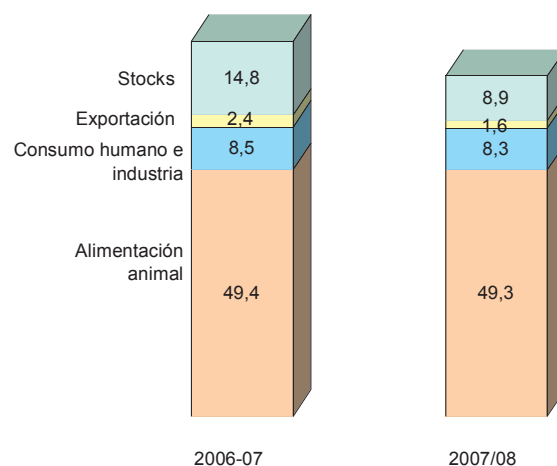 Stocks
14,8
8,9
Exportación
2,4
1,6
Consumo humano e
industria
8,5
8,3
Alimentación
animal
49,4
49,3
2006-07
2007/08